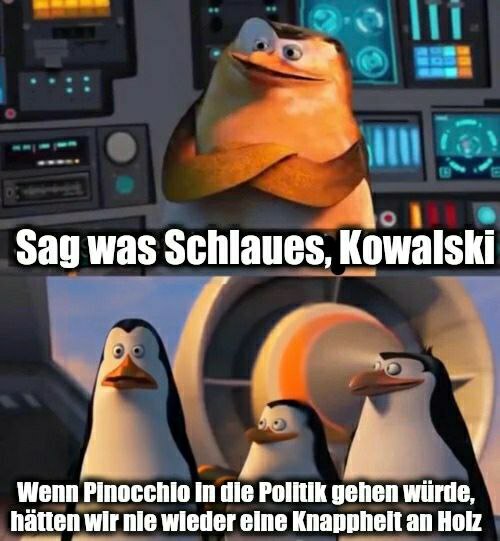 Sag was Schlaues, Kowalski
Wenn Pinocchio in die Politik gehen würde,
hätten wir nie wieder eine Knappheit an Holz